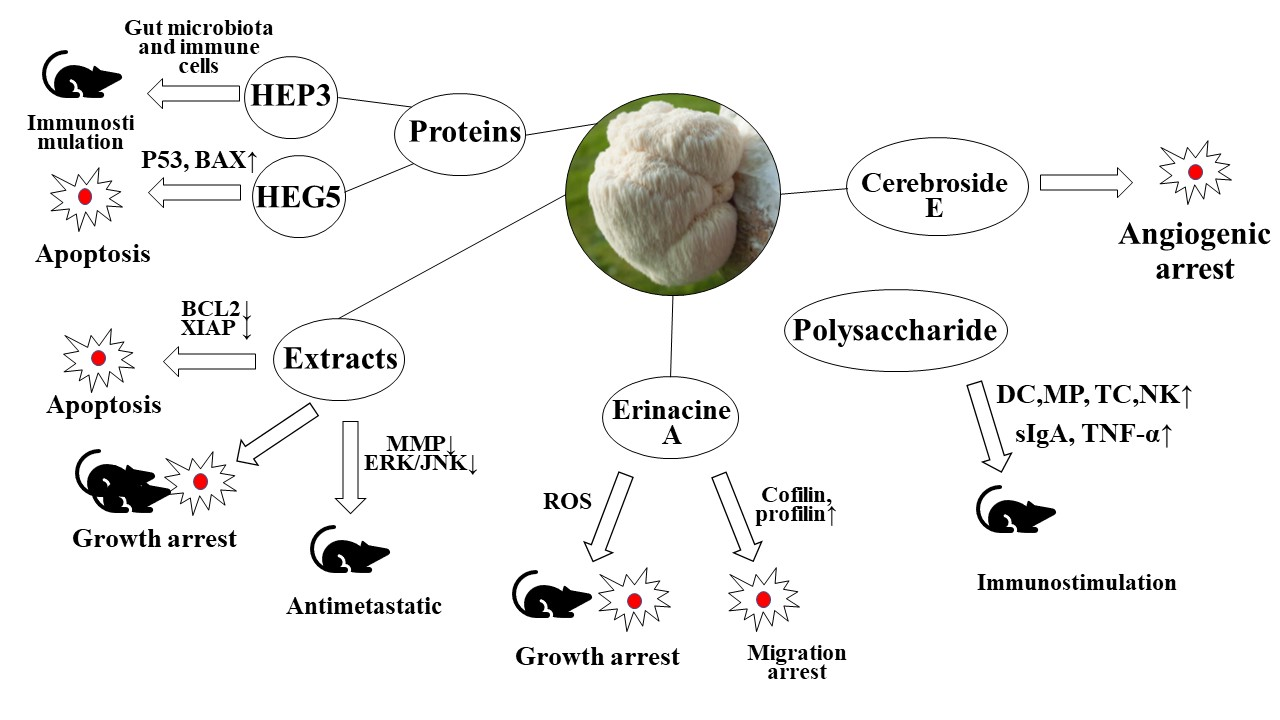 Gut microbiota
and immune
cells
HEP3
Immunosti
mulation
Proteins
P53, BAX↑
HEG5
Apoptosis
Cerebroside
E
Angiogenic
arrest
BCL2↓
XIAP ↓
Extracts
Apoptosis
Polysaccharide
Erinacine
A
DC,MP, TC,NK↑
sIgA, TNF-α↑
MMP↓
ERK/JNK↓
Growth arrest
Antimetastatic
ROS
Cofilin,
profilin↑
Immunostimulation
Growth arrest
Migration
arrest